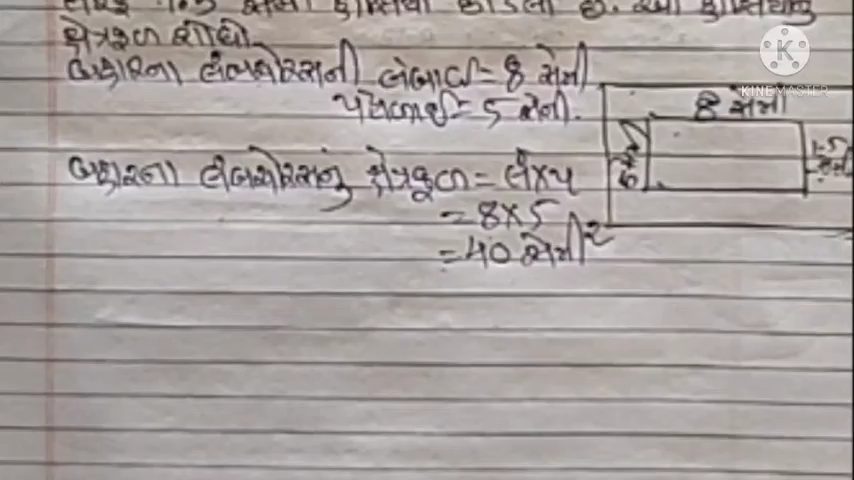 ક્ષેત્રફળ શોધો.
બહારના લંબચોરસની લંબાઈ = 8 સેમી
પહોળાઈ = 5 સેમી.
8 સેમી
5 સેમી
બહારના લંબચોરસનું ક્ષેત્રફળ = લં×પ
= 8×5
= 40 સેમી²
K
KINEMASTER